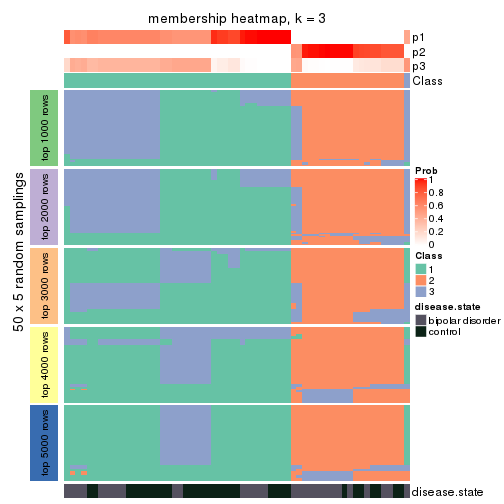 membership heatmap, k = 3
p1
p2
p3
Class
50 x 5 random samplings
top 1000 rows
top 2000 rows
top 3000 rows
top 4000 rows
top 5000 rows
Prob
1
0.8
0.6
0.4
0.2
0
Class
1
2
3
disease.state
bipolar disorder
control
disease.state